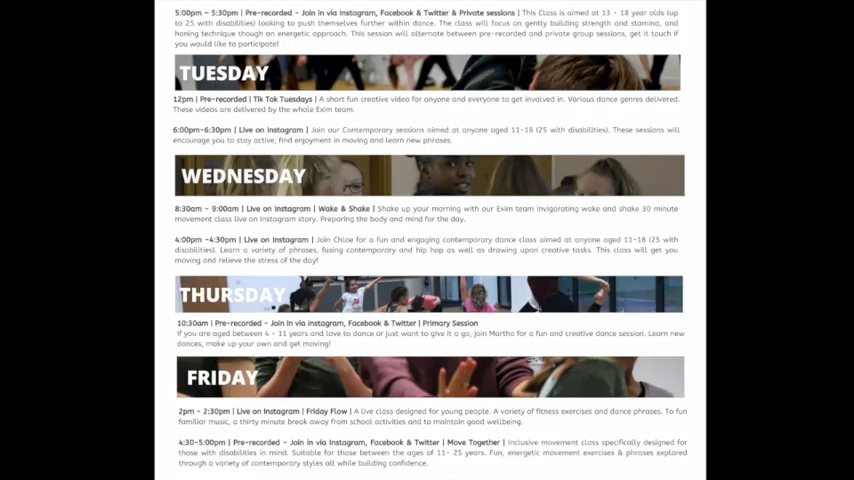 5:00pm – 5:30pm | Pre-recorded - Join in via Instagram, Facebook & Twitter & Private sessions | This Class is aimed at 13 - 18 year olds (up
to 25 with disabilities) looking to push themselves further within dance. The class will focus on gently building strength and stamina, and
honing technique though an energetic approach. This session will alternate between pre-recorded and private group sessions, get it touch if
you would like to participate!
TUESDAY
12pm | Pre-recorded | Tik Tok Tuesdays | A short fun creative video for anyone and everyone to get involved in. Various dance genres delivered.
These videos are delivered by the whole Exim team.
6:00pm-6:30pm | Live on Instagram | Join our Contemporary sessions aimed at anyone aged 11-18 (25 with disabilities). These sessions will
encourage you to stay active, find enjoyment in moving and learn new phrases.
WEDNESDAY
8:30am – 9:00am | Live on Instagram | Wake & Shake | Shake up your morning with our Exim team invigorating wake and shake 30 minute
movement class live on Instagram story. Preparing the body and mind for the day.
4:00pm -4:30pm | Live on Instagram | Join Chloe for a fun and engaging contemporary dance class aimed at anyone aged 11-18 (25 with
disabilities). Learn a variety of phrases, fusing contemporary and hip hop as well as drawing upon creative tasks. This class will get you
moving and relieve the stress of the day!
THURSDAY
10:30am | Pre-recorded - Join in via Instagram, Facebook & Twitter | Primary Session
If you are aged between 4 - 11 years and love to dance or just want to give it a go, join Martha for a fun and creative dance session. Learn new
dances, make up your own and get moving!
FRIDAY
2pm - 2:30pm | Live on Instagram | Friday Flow | A live class designed for young people. A variety of fitness exercises and dance phrases. To fun
familiar music, a thirty minute break away from school activities and to maintain good wellbeing.
4:30-5:00pm | Pre-recorded - Join in via Instagram, Facebook & Twitter | Move Together | Inclusive movement class specifically designed for
those with disabilities in mind. Suitable for those between the ages of 11- 25 years. Fun, energetic movement exercises & phrases explored
through a variety of contemporary styles all while building confidence.